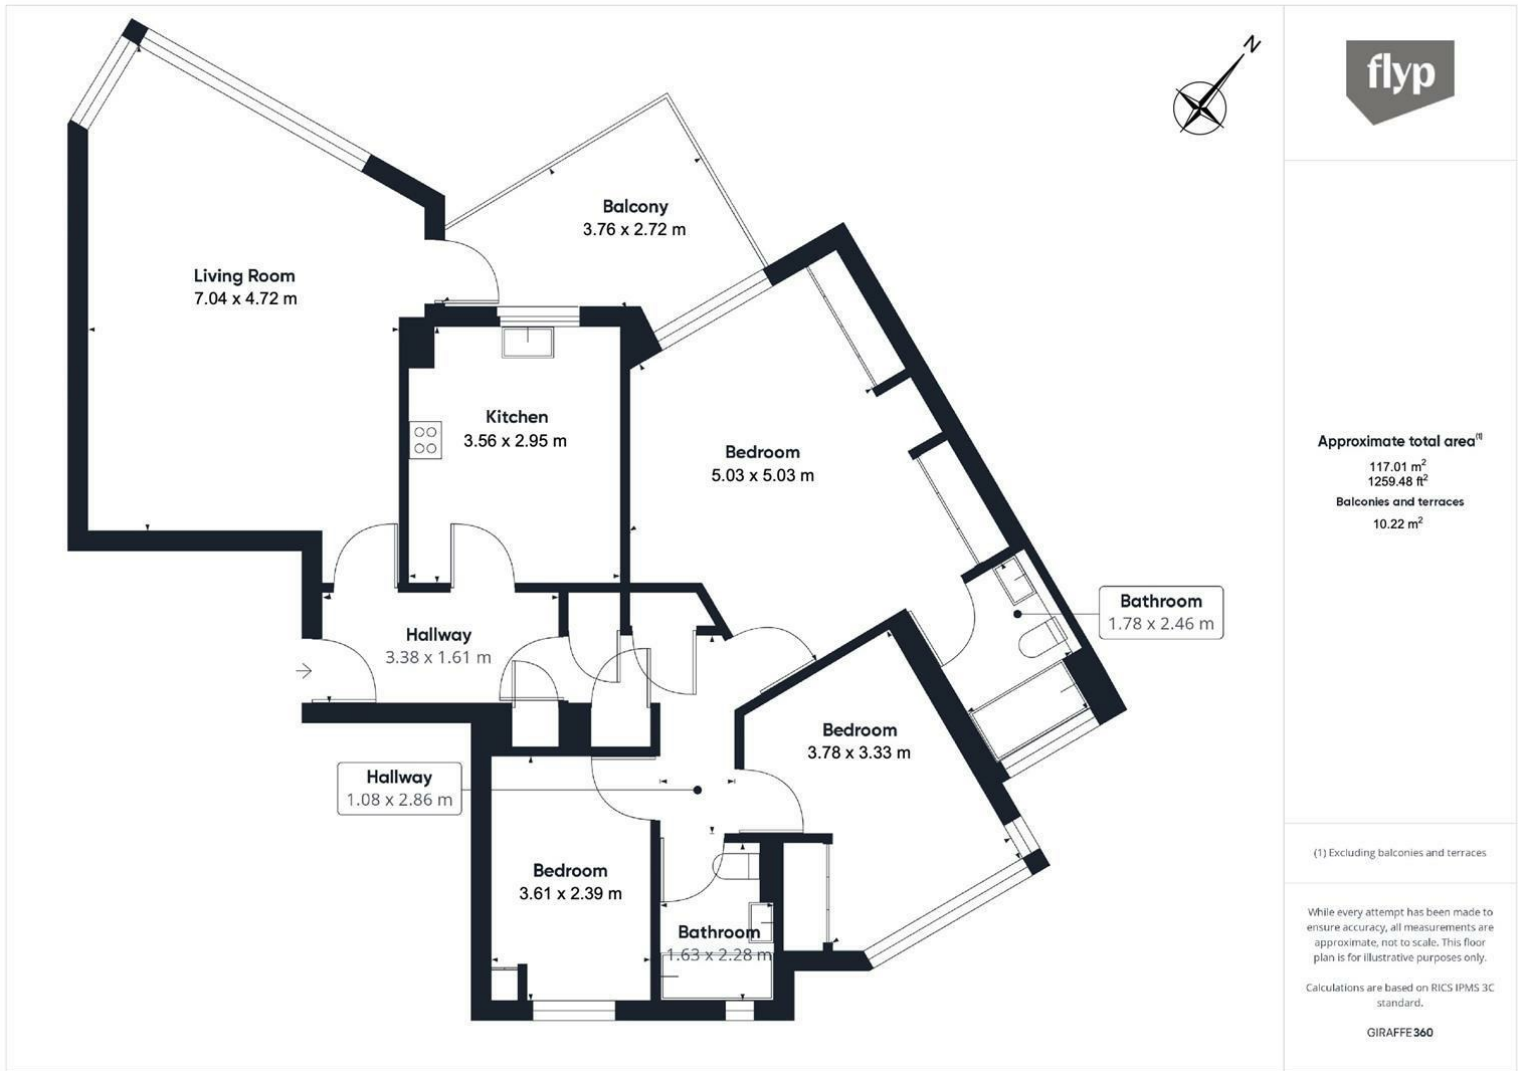 N
flyp
Balcony
3.76 x 2.72 m
Living Room
7.04 x 4.72 m
Kitchen
3.56 x 2.95 m
Bedroom
5.03 x 5.03 m
Bathroom
1.78 x 2.46 m
Hallway
3.38 x 1.61 m
Bedroom
3.78 x 3.33 m
Hallway
1.08 x 2.86 m
Bedroom
3.61 x 2.39 m
Bathroom
1.63 x 2.28 m
Approximate total area(1)
117.01 m2
1259.48 ft2
Balconies and terraces
10.22 m2
(1) Excluding balconies and terraces
While every attempt has been made to
ensure accuracy, all measurements are
approximate, not to scale. This floor
plan is for illustrative purposes only.
Calculations are based on RICS IPMS 3C
standard.
GIRAFFE360